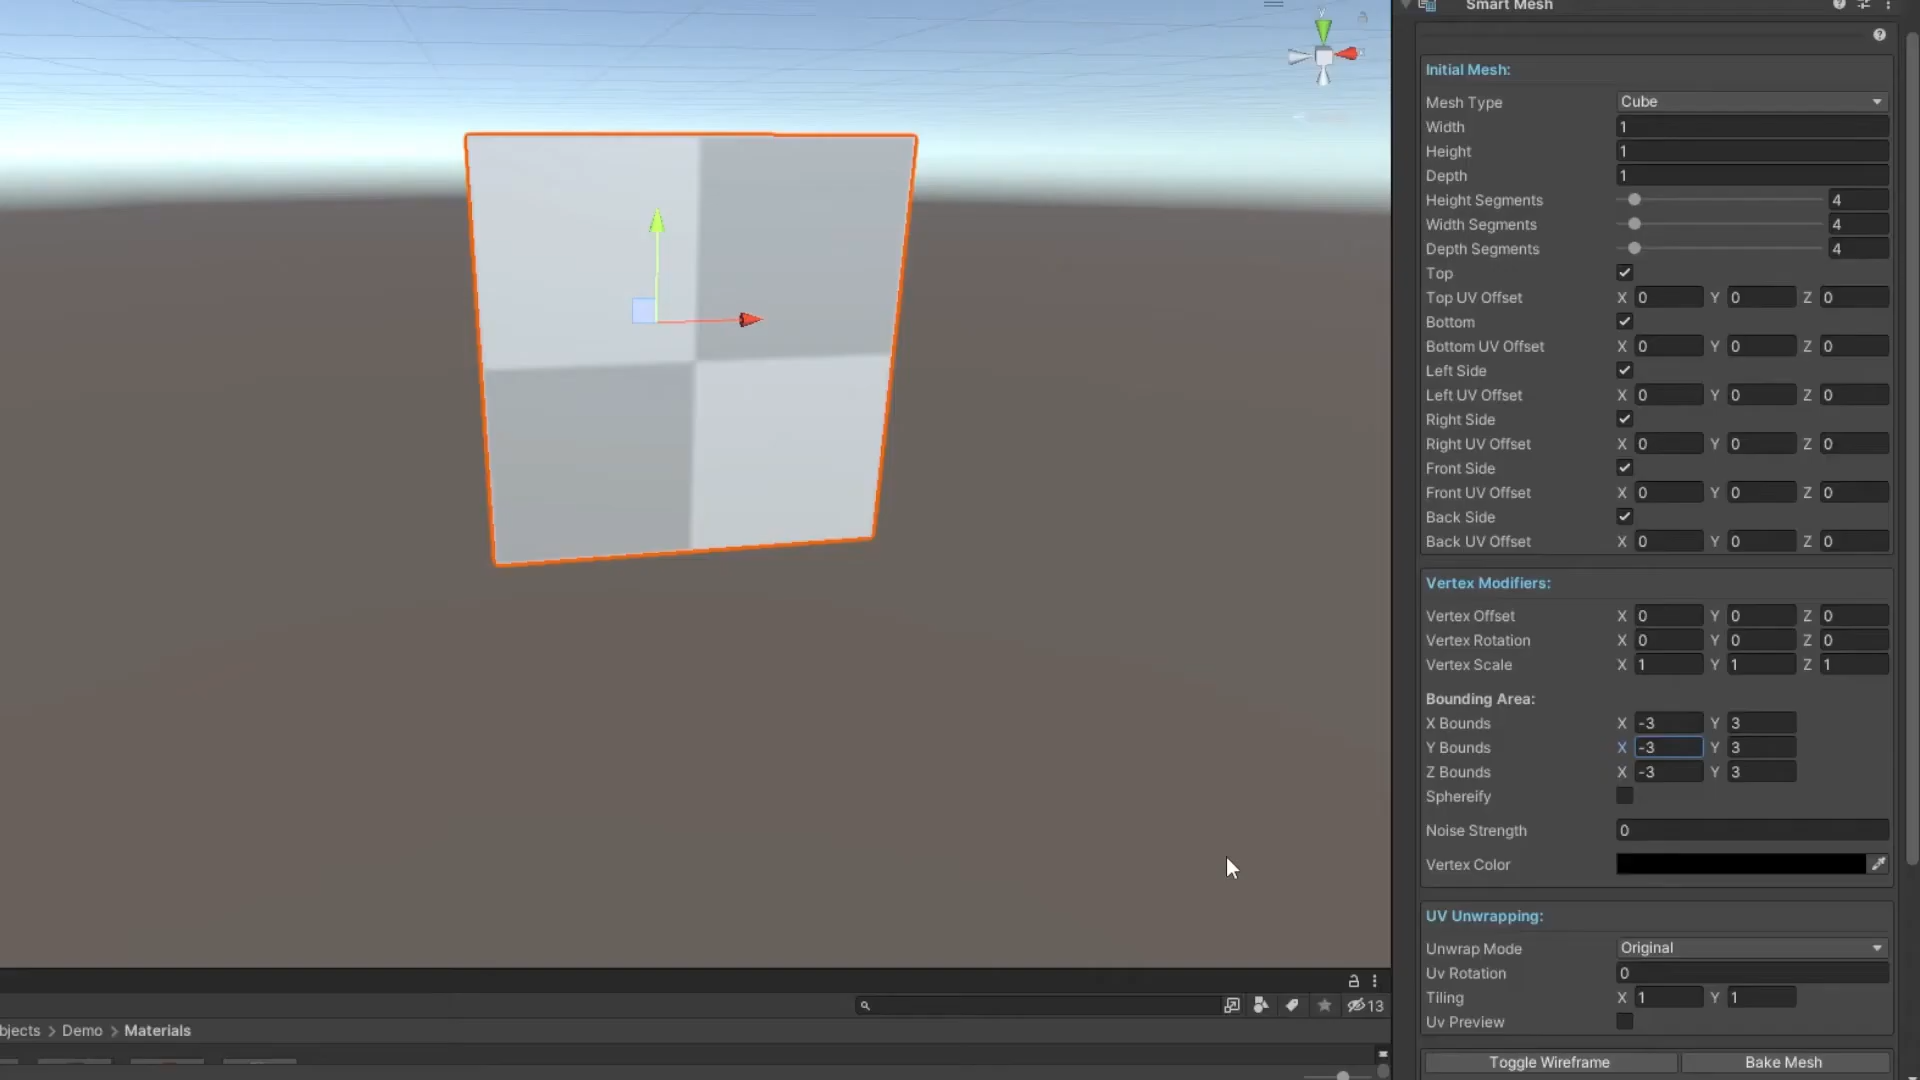 Smart Mesh
y
Initial Mesh:
Mesh Type Cube
Width 1
Height 1
Depth 1
Height Segments 4
Width Segments 4
Depth Segments 4
Top
Top UV Offset X 0 Y 0 Z 0
Bottom
Bottom UV Offset X 0 Y 0 Z 0
Left Side
Left UV Offset X 0 Y 0 Z 0
Right Side
Right UV Offset X 0 Y 0 Z 0
Front Side
Front UV Offset X 0 Y 0 Z 0
Back Side
Back UV Offset X 0 Y 0 Z 0
Vertex Modifiers:
Vertex Offset X 0 Y 0 Z 0
Vertex Rotation X 0 Y 0 Z 0
Vertex Scale X 1 Y 1 Z 1
Bounding Area:
X Bounds X -3 Y 3
Y Bounds X -3 Y 3
Z Bounds X -3 Y 3
Sphereify
Noise Strength 0
Vertex Color
UV Unwrapping:
Unwrap Mode Original
Uv Rotation 0
Tiling X 1 Y 1
Uv Preview
Toggle Wireframe Bake Mesh
13
bjects > Demo > Materials